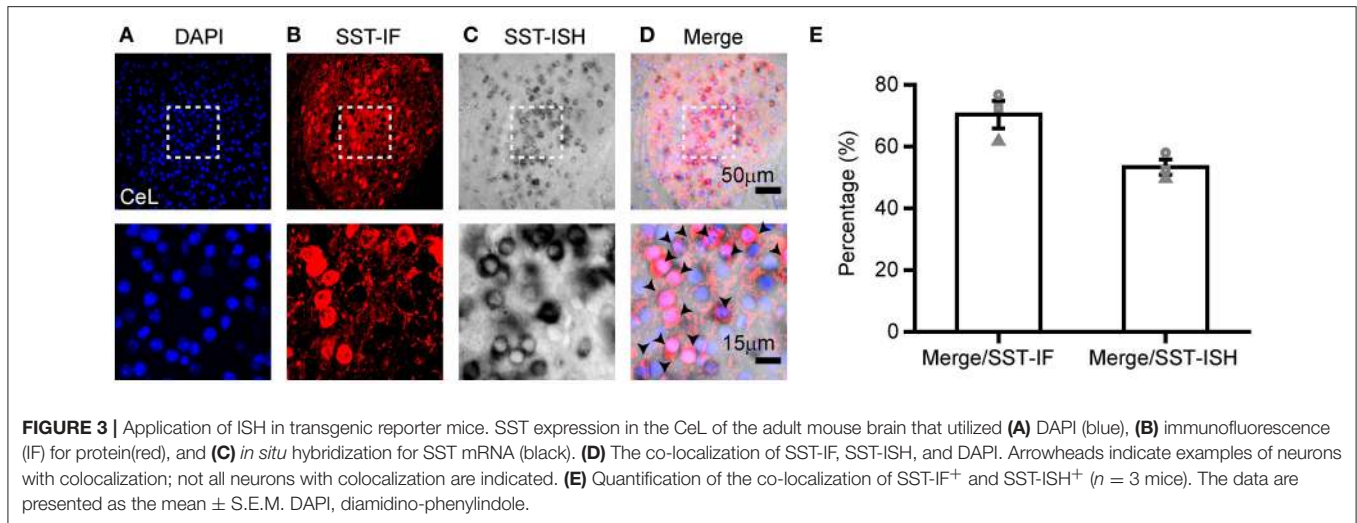 A B C D E
DAPI SST-IF SST-ISH Merge
CeL
50µm
15µm
80
60
40
20
0
Percentage (%)
Merge/SST-IF Merge/SST-ISH
FIGURE 3 | Application of ISH in transgenic reporter mice. SST expression in the CeL of the adult mouse brain that utilized (A) DAPI (blue), (B) immunofluorescence
(IF) for protein(red), and (C) in situ hybridization for SST mRNA (black). (D) The co-localization of SST-IF, SST-ISH, and DAPI. Arrowheads indicate examples of neurons
with colocalization; not all neurons with colocalization are indicated. (E) Quantification of the co-localization of SST-IF⁺ and SST-ISH⁺ (n = 3 mice). The data are
presented as the mean ± S.E.M. DAPI, diamidino-phenylindole.